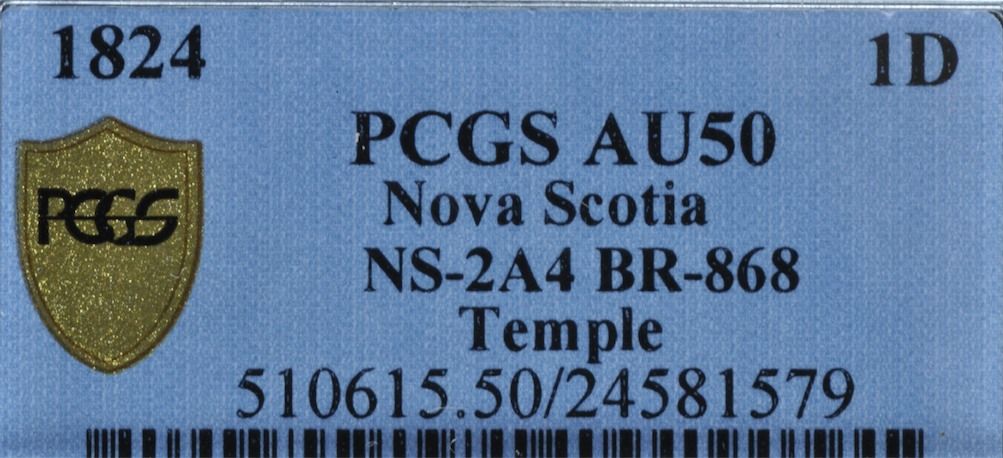 1824 1D
PCGS AU50
PCGS
Nova Scotia
NS-2A4 BR-868
Temple
510615.50/24581579